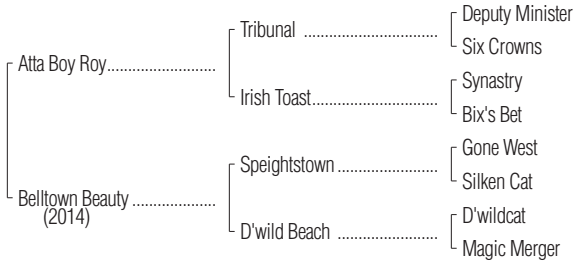 Deputy Minister
Tribunal ........................................
Six Crowns
Atta Boy Roy................................
Synastry
Irish Toast.....................................
Bix's Bet
Gone West
Speightstown ..............................
Silken Cat
Belltown Beauty .........................
(2014)
D'wildcat
D'wild Beach ..............................
Magic Merger